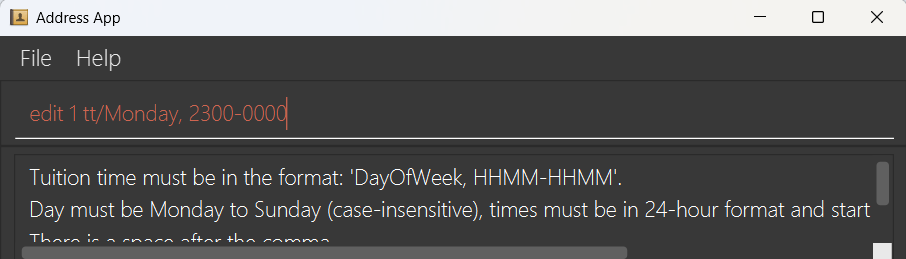 Address App
File Help
edit 1 tt/Monday, 2300-0000
Tuition time must be in the format: 'DayOfWeek, HHMM-HHMM'.
Day must be Monday to Sunday (case-insensitive), times must be in 24-hour format and start
There is a space after the comma